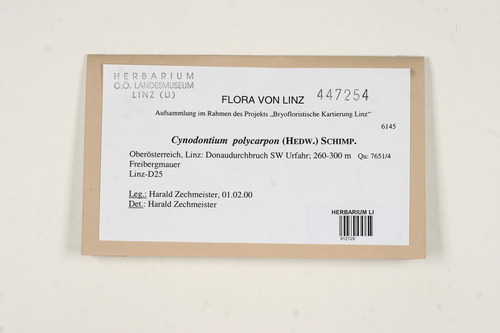 HERBARIUM
O.Ö. LANDESMUSEUM
LINZ (LI)
FLORA VON LINZ 447254
Aufsammlung im Rahmen des Projekts „Bryofloristische Kartierung Linz"
6145
Cynodontium polycarpon (HEDW.) SCHIMP.
Oberösterreich, Linz: Donaudurchbruch SW Urfahr; 260-300 m Qu: 7651/4
Freibergmauer
Linz-D25
Leg.: Harald Zechmeister, 01.02.00
Det.: Harald Zechmeister
HERBARIUM LI
912129